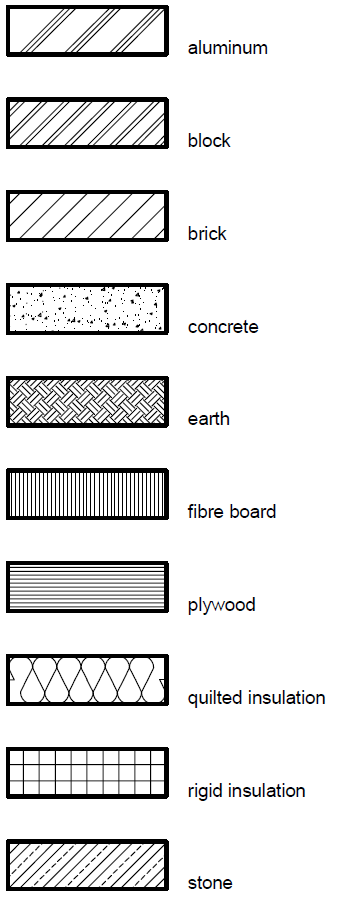 aluminum
block
brick
concrete
earth
fibre board
plywood
quilted insulation
rigid insulation
stone